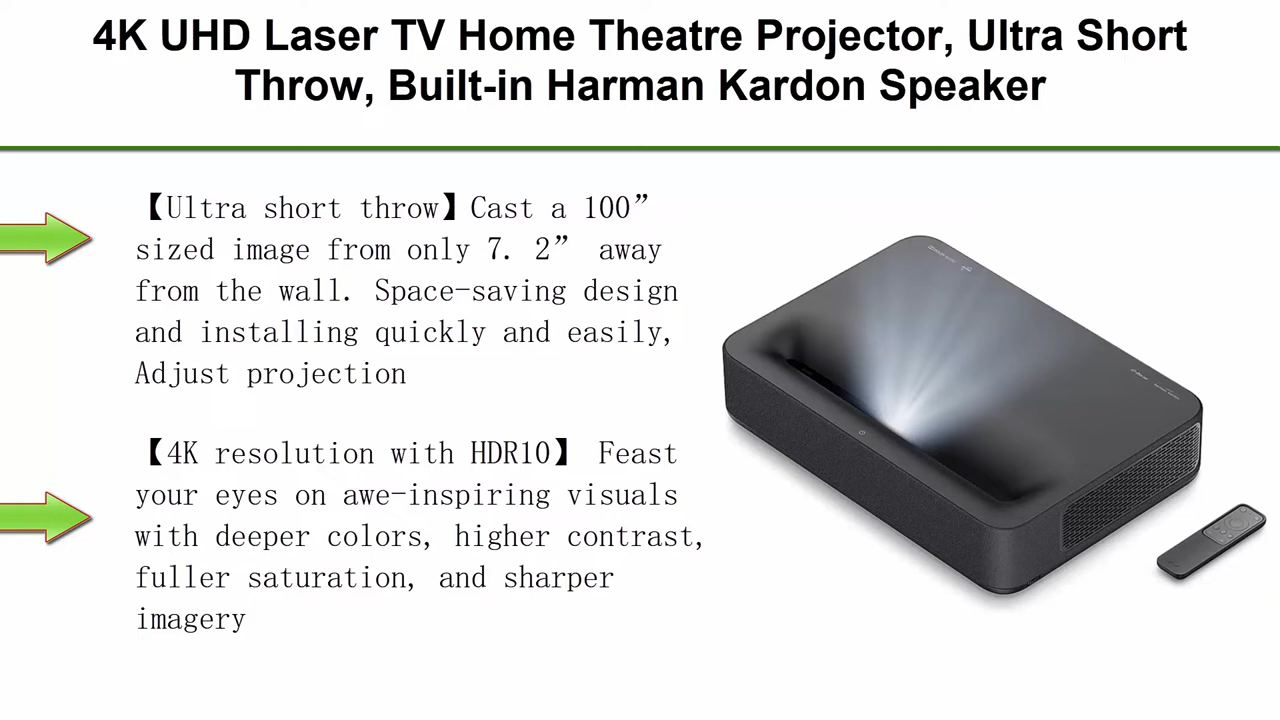 4K UHD Laser TV Home Theatre Projector, Ultra Short
Throw, Built-in Harman Kardon Speaker
【Ultra short throw】Cast a 100”
sized image from only 7. 2” away
from the wall. Space-saving design
and installing quickly and easily,
Adjust projection
【4K resolution with HDR10】 Feast
your eyes on awe-inspiring visuals
with deeper colors, higher contrast,
fuller saturation, and sharper
imagery